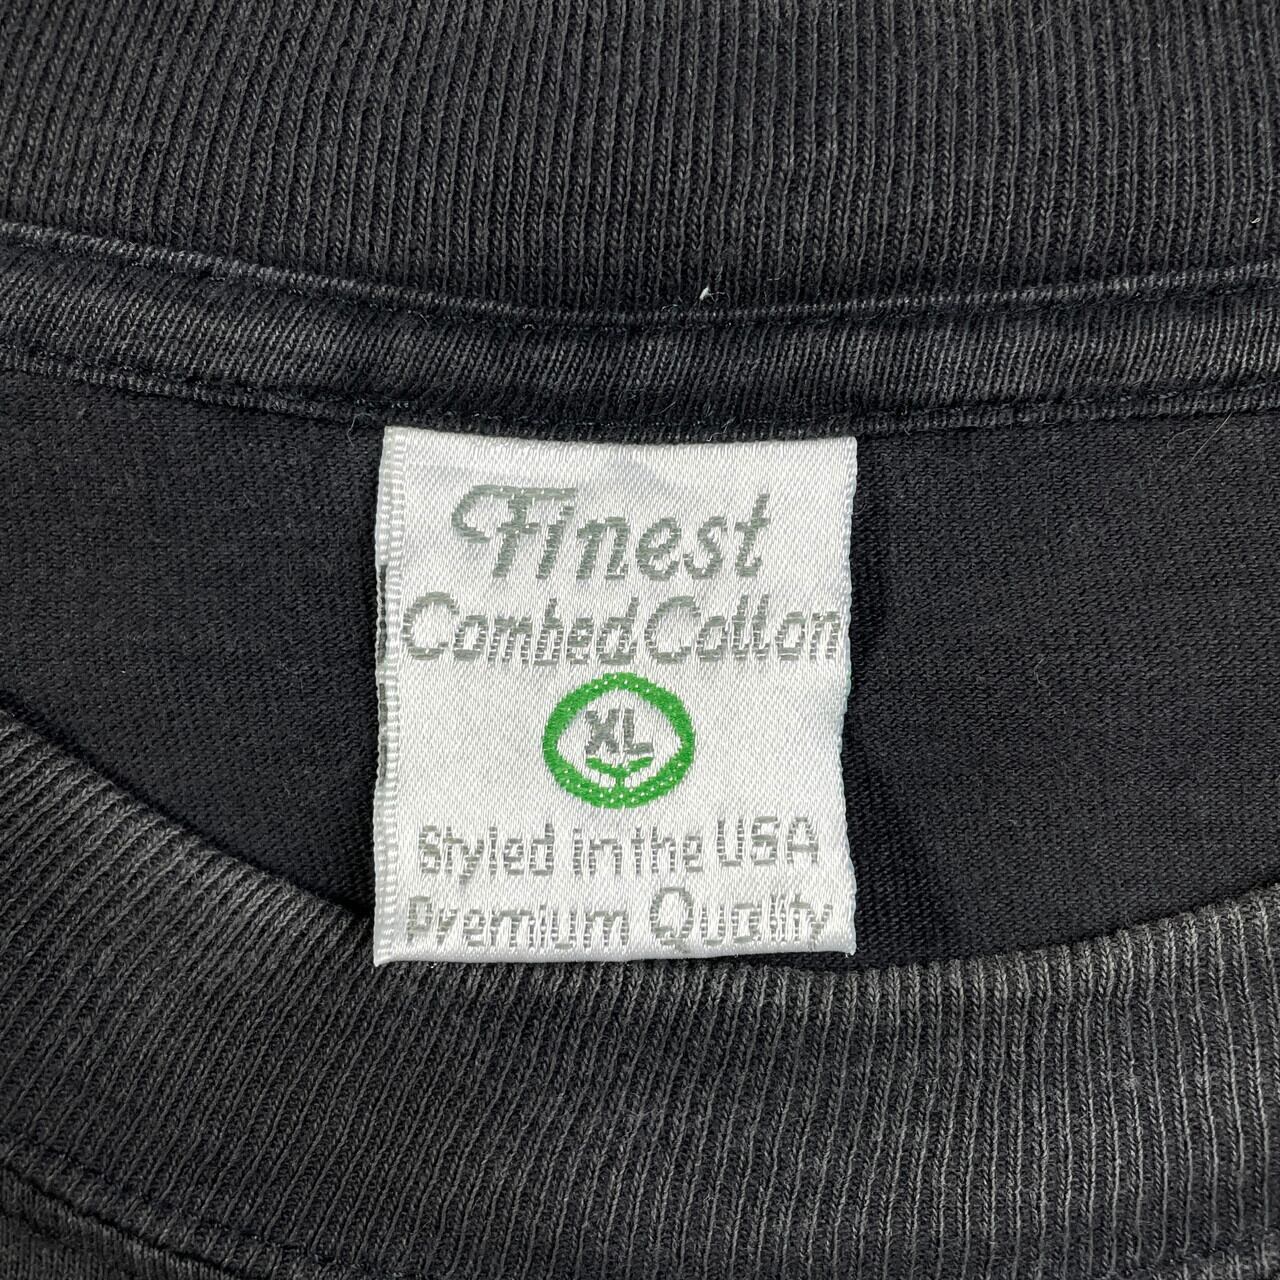 Finest
Combed Cotton
XL
Styled in the USA
Premium Quality